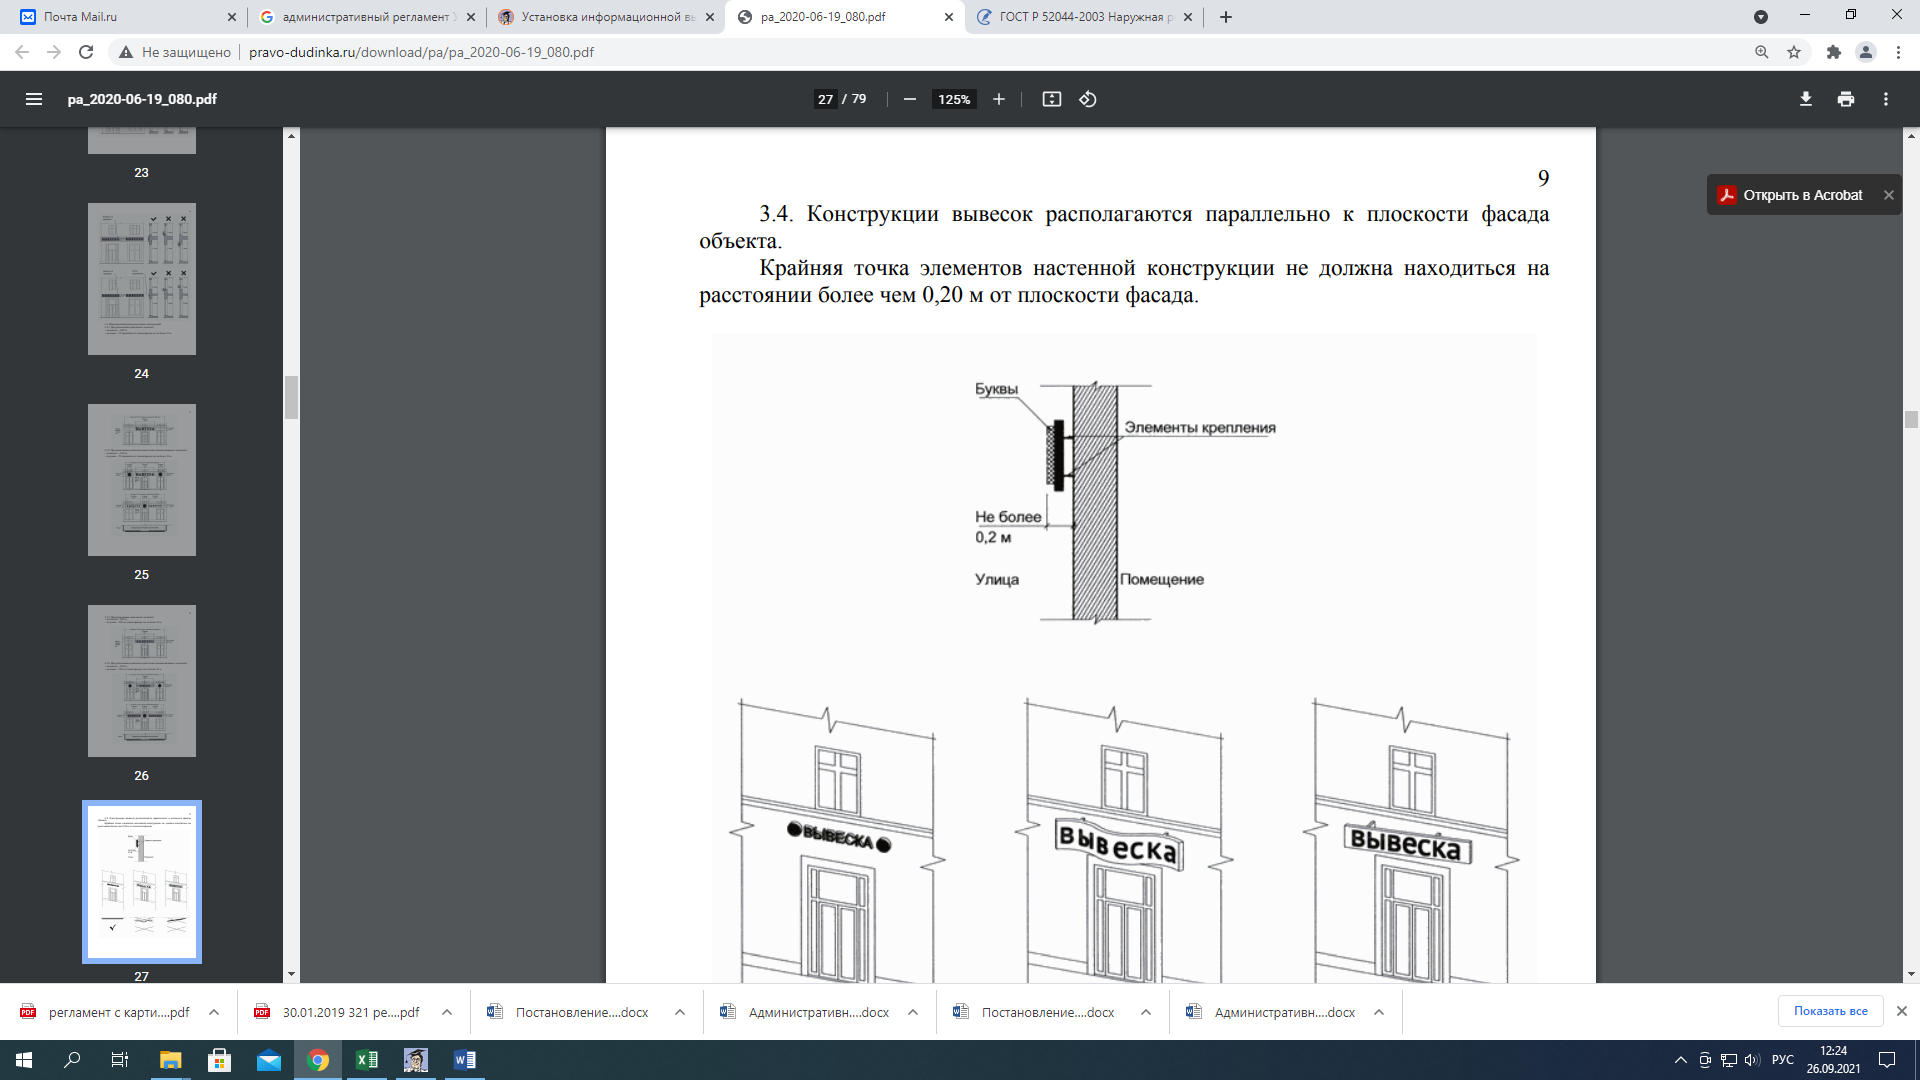 Почта Mail.ru
административный регламент У
Установка информационной вы
pa_2020-06-19_080.pdf
ГОСТ Р 52044-2003 Наружная р
Не защищено
pravo-dudinka.ru/download/pa/pa_2020-06-19_080.pdf
pa_2020-06-19_080.pdf
27 / 79
125%
Открыть в Acrobat
23
24
25
26
27
9
3.4. Конструкции вывесок располагаются параллельно к плоскости фасада
объекта.
Крайняя точка элементов настенной конструкции не должна находиться на
расстоянии более чем 0,20 м от плоскости фасада.
Буквы
Элементы крепления
Не более
0,2 м
Улица
Помещение
ВЫВЕСКА
Вывеска
вывеска
регламент с карти....pdf
30.01.2019 321 ре....pdf
Постановление....docx
Административн....docx
Постановление....docx
Административн....docx
Показать все
РУС
12:24
26.09.2021